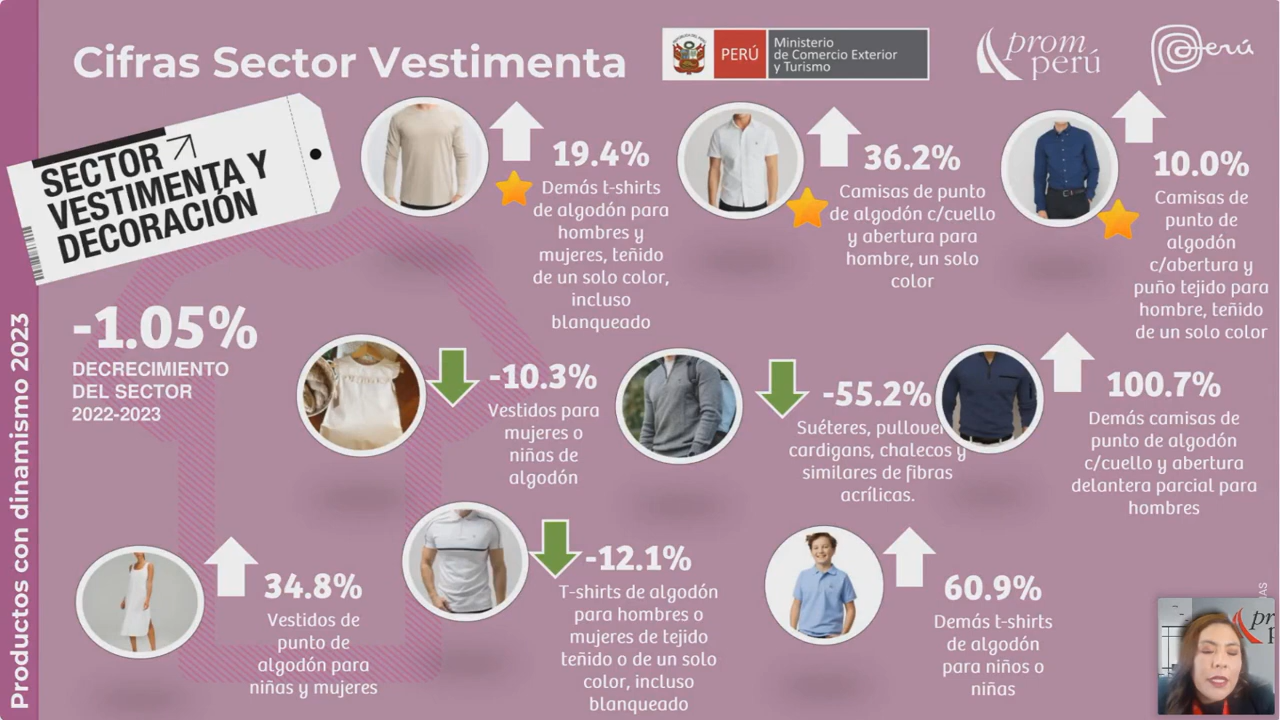 Cifras Sector Vestimenta
PERÚ
Ministerio
de Comercio Exterior
y Turismo
prom
perú
Perú
SECTOR
VESTIMENTA Y
DECORACIÓN
19.4%
Demás t-shirts
de algodón para
hombres y
mujeres, teñido
de un solo color,
incluso
blanqueado
36.2%
Camisas de punto
de algodón c/cuello
y abertura para
hombre, un solo
color
10.0%
Camisas de
punto de
algodón
c/abertura y
puño tejido para
hombre, teñido
de un solo color
-1.05%
DECRECIMIENTO
DEL SECTOR
2022-2023
Productos con dinamismo 2023
-10.3%
Vestidos para
mujeres o
niñas de
algodón
-55.2%
Suéteres, pullover
cardigans, chalecos y
similares de fibras
acrílicas.
100.7%
Demás camisas de
punto de algodón
c/cuello y abertura
delantera parcial para
hombres
34.8%
Vestidos de
punto de
algodón para
niñas y mujeres
-12.1%
T-shirts de algodón
para hombres o
mujeres de tejido
teñido o de un solo
color, incluso
blanqueado
60.9%
Demás t-shirts
de algodón
para niños o
niñas